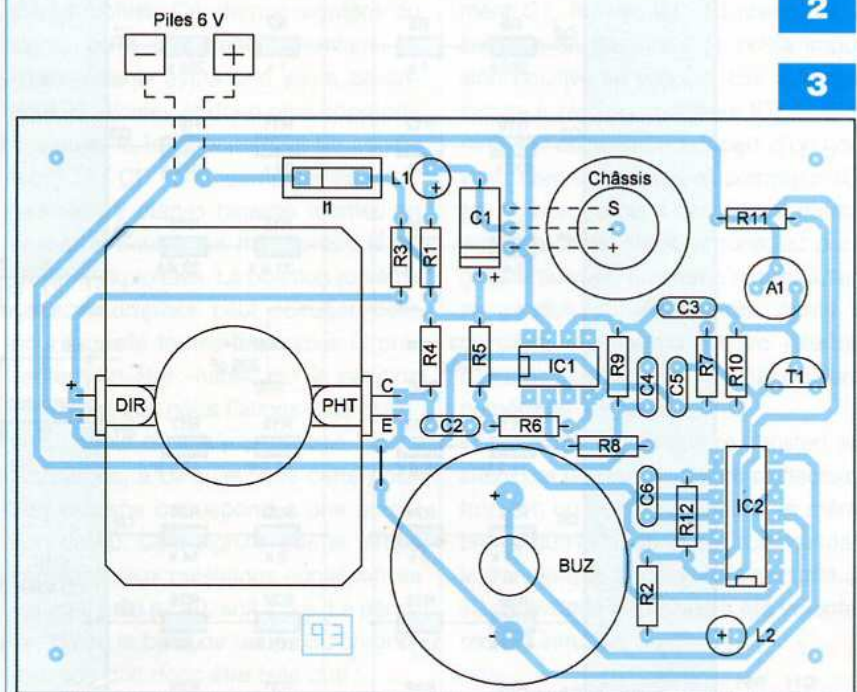 2
Piles 6 V
3
− +
I1
L1
+
C1
+
Châssis
S
-
+
R11
R3
R1
A1
C3
R4
R5
IC1
R9
C4
C5
R7
R10
T1
+
DIR
PHT
C
E
C2
R6
R8
+
BUZ
-
C6
R12
IC2
R2
+ L2
93